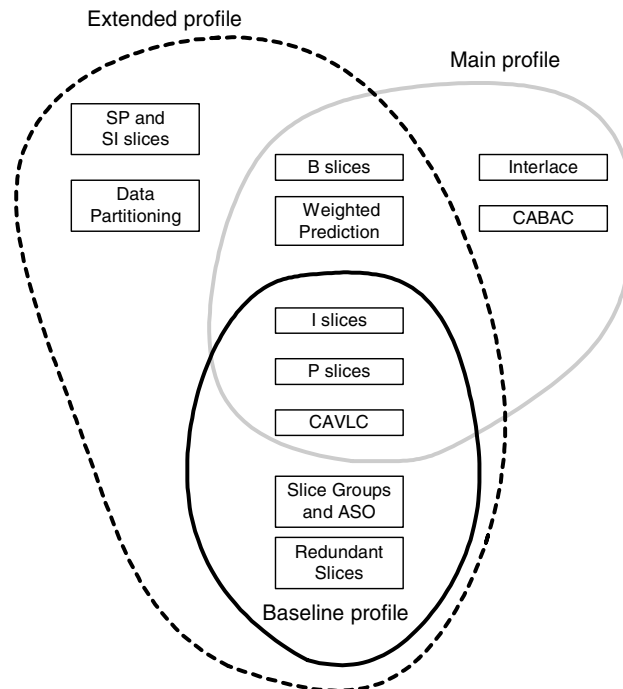 Extended profile
Main profile
SP and
SI slices
B slices
Interlace
Data
Partitioning
Weighted
Prediction
CABAC
I slices
P slices
CAVLC
Slice Groups
and ASO
Redundant
Slices
Baseline profile